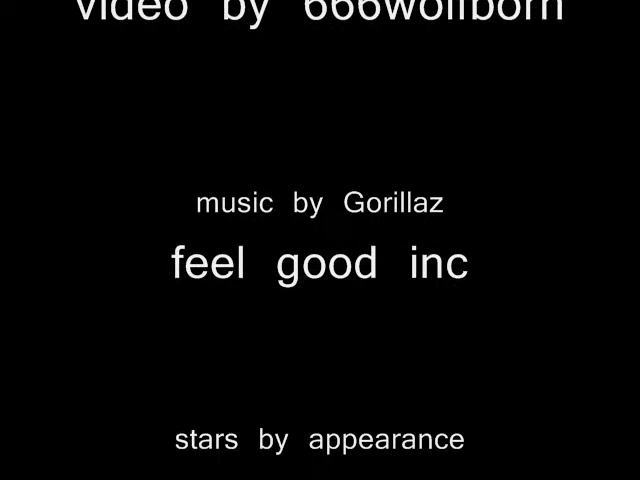 video by 666wolfborn
music by Gorillaz
feel good inc
stars by appearance